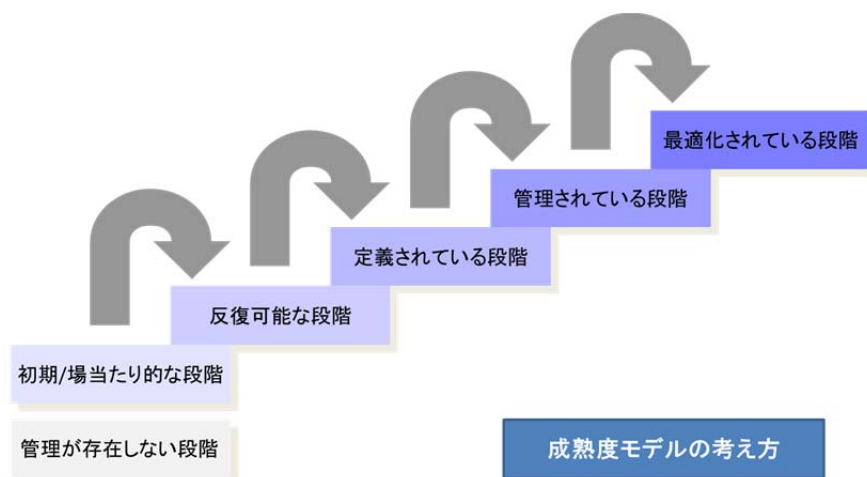 最適化されている段階
管理されている段階
定義されている段階
反復可能な段階
初期/場当たり的な段階
管理が存在しない段階
成熟度モデルの考え方